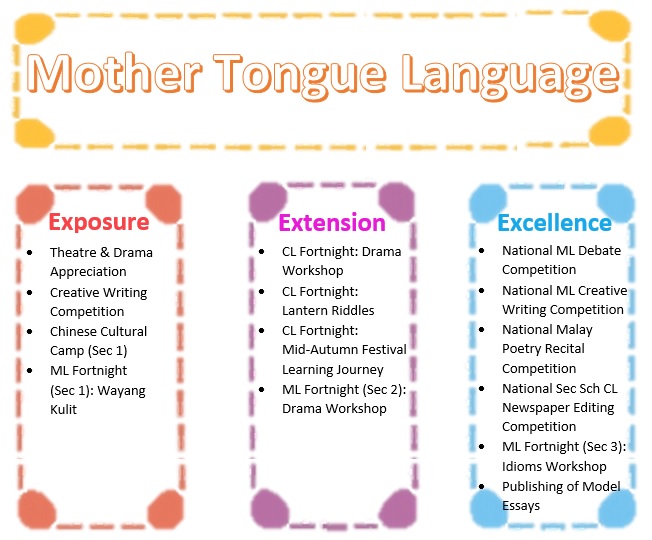 Mother Tongue Language
Exposure
• Theatre & Drama
Appreciation
• Creative Writing
Competition
• Chinese Cultural
Camp (Sec 1)
• ML Fortnight
(Sec 1): Wayang
Kulit
Extension
• CL Fortnight: Drama
Workshop
• CL Fortnight:
Lantern Riddles
• CL Fortnight:
Mid-Autumn Festival
Learning Journey
• ML Fortnight (Sec 2):
Drama Workshop
Excellence
• National ML Debate
Competition
• National ML Creative
Writing Competition
• National Malay
Poetry Recital
Competition
• National Sec Sch CL
Newspaper Editing
Competition
• ML Fortnight (Sec 3):
Idioms Workshop
• Publishing of Model
Essays